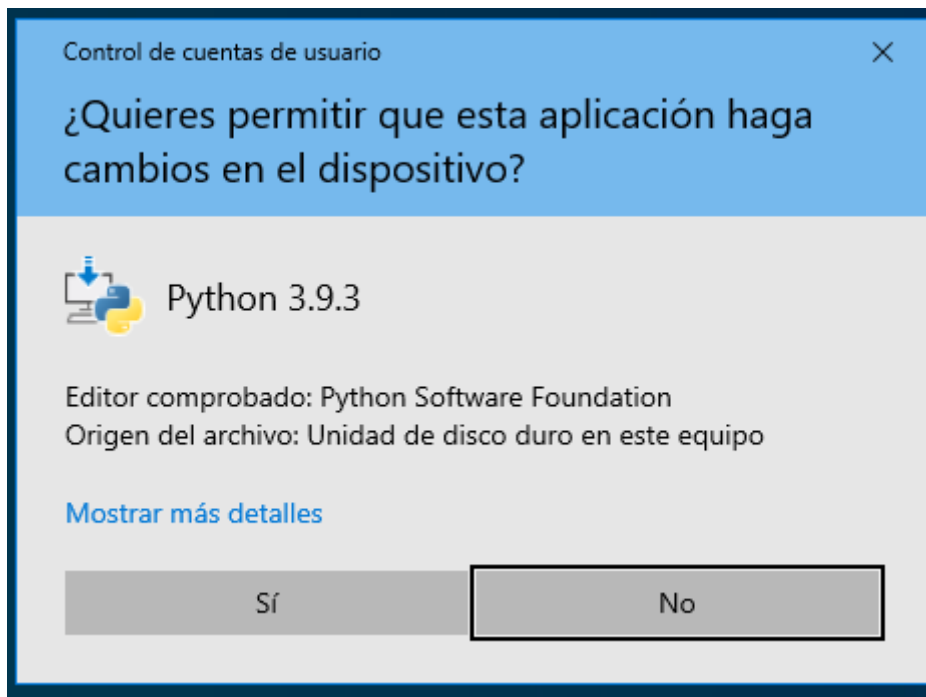 Control de cuentas de usuario
¿Quieres permitir que esta aplicación haga
cambios en el dispositivo?
Python 3.9.3
Editor comprobado: Python Software Foundation
Origen del archivo: Unidad de disco duro en este equipo
Mostrar más detalles
Sí
No